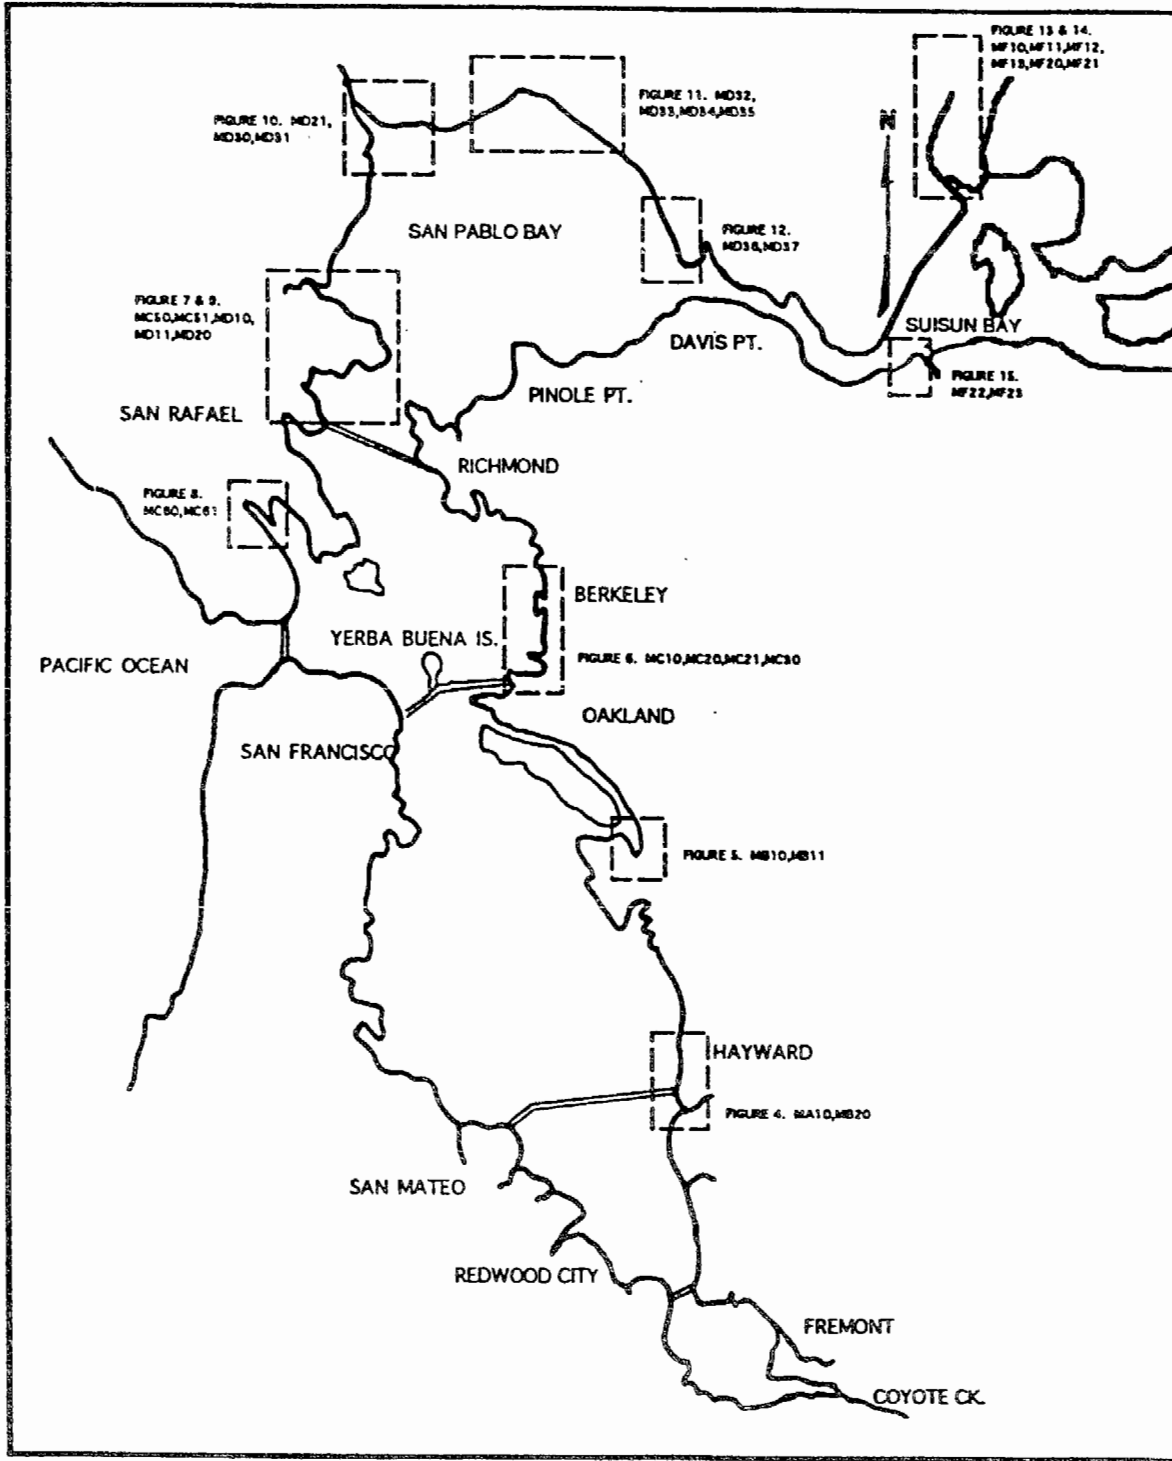 FIGURE 13 & 14.
MF10,MF11,MF12,
MF13,MF20,MF21
FIGURE 11. MD32,
MD33,MD34,MD35
FIGURE 10. MD21,
MD30,MD31
N
SAN PABLO BAY
FIGURE 12.
MD36,MD37
FIGURE 7 & 9.
MC50,MC51,MD10,
MD11,MD20
SUISUN BAY
DAVIS PT.
FIGURE 15.
MF22,MF23
PINOLE PT.
SAN RAFAEL
RICHMOND
FIGURE 8.
MC60,MC61
BERKELEY
YERBA BUENA IS.
FIGURE 6. MC10,MC20,MC21,MC30
PACIFIC OCEAN
OAKLAND
SAN FRANCISCO
FIGURE 5. MB10,MB11
HAYWARD
FIGURE 4. MA10,MB20
SAN MATEO
REDWOOD CITY
FREMONT
COYOTE CK.